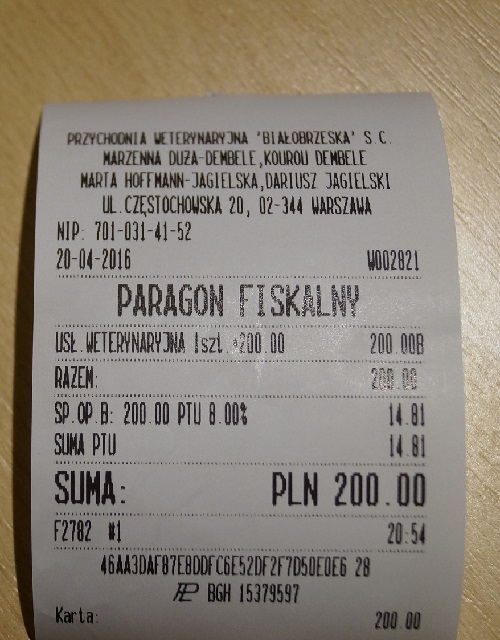 PRZYCHODNIA WETERYNARYJNA "BIAŁOBRZESKA" S.C.
MARZENNA DUŻA-DEMBELE,KOUROU DEMBELE
MARTA HOFFMANN-JAGIELSKA,DARIUSZ JAGIELSKI
UL.CZĘSTOCHOWSKA 20, 02-344 WARSZAWA
NIP: 701-031-41-52
20-04-2016 W002821
PARAGON FISKALNY
USŁ.WETERYNARYJNA 1szt. *200.00 200.00B
RAZEM: 200.00
SP.OP.B: 200.00 PTU 8.00% 14.81
SUMA PTU 14.81
SUMA: PLN 200.00
F2782 #1 20:54
46AA3DAF87E8DDFC6E52DF2F7D50E0E6 28
BGH 15379597
Karta: 200.00